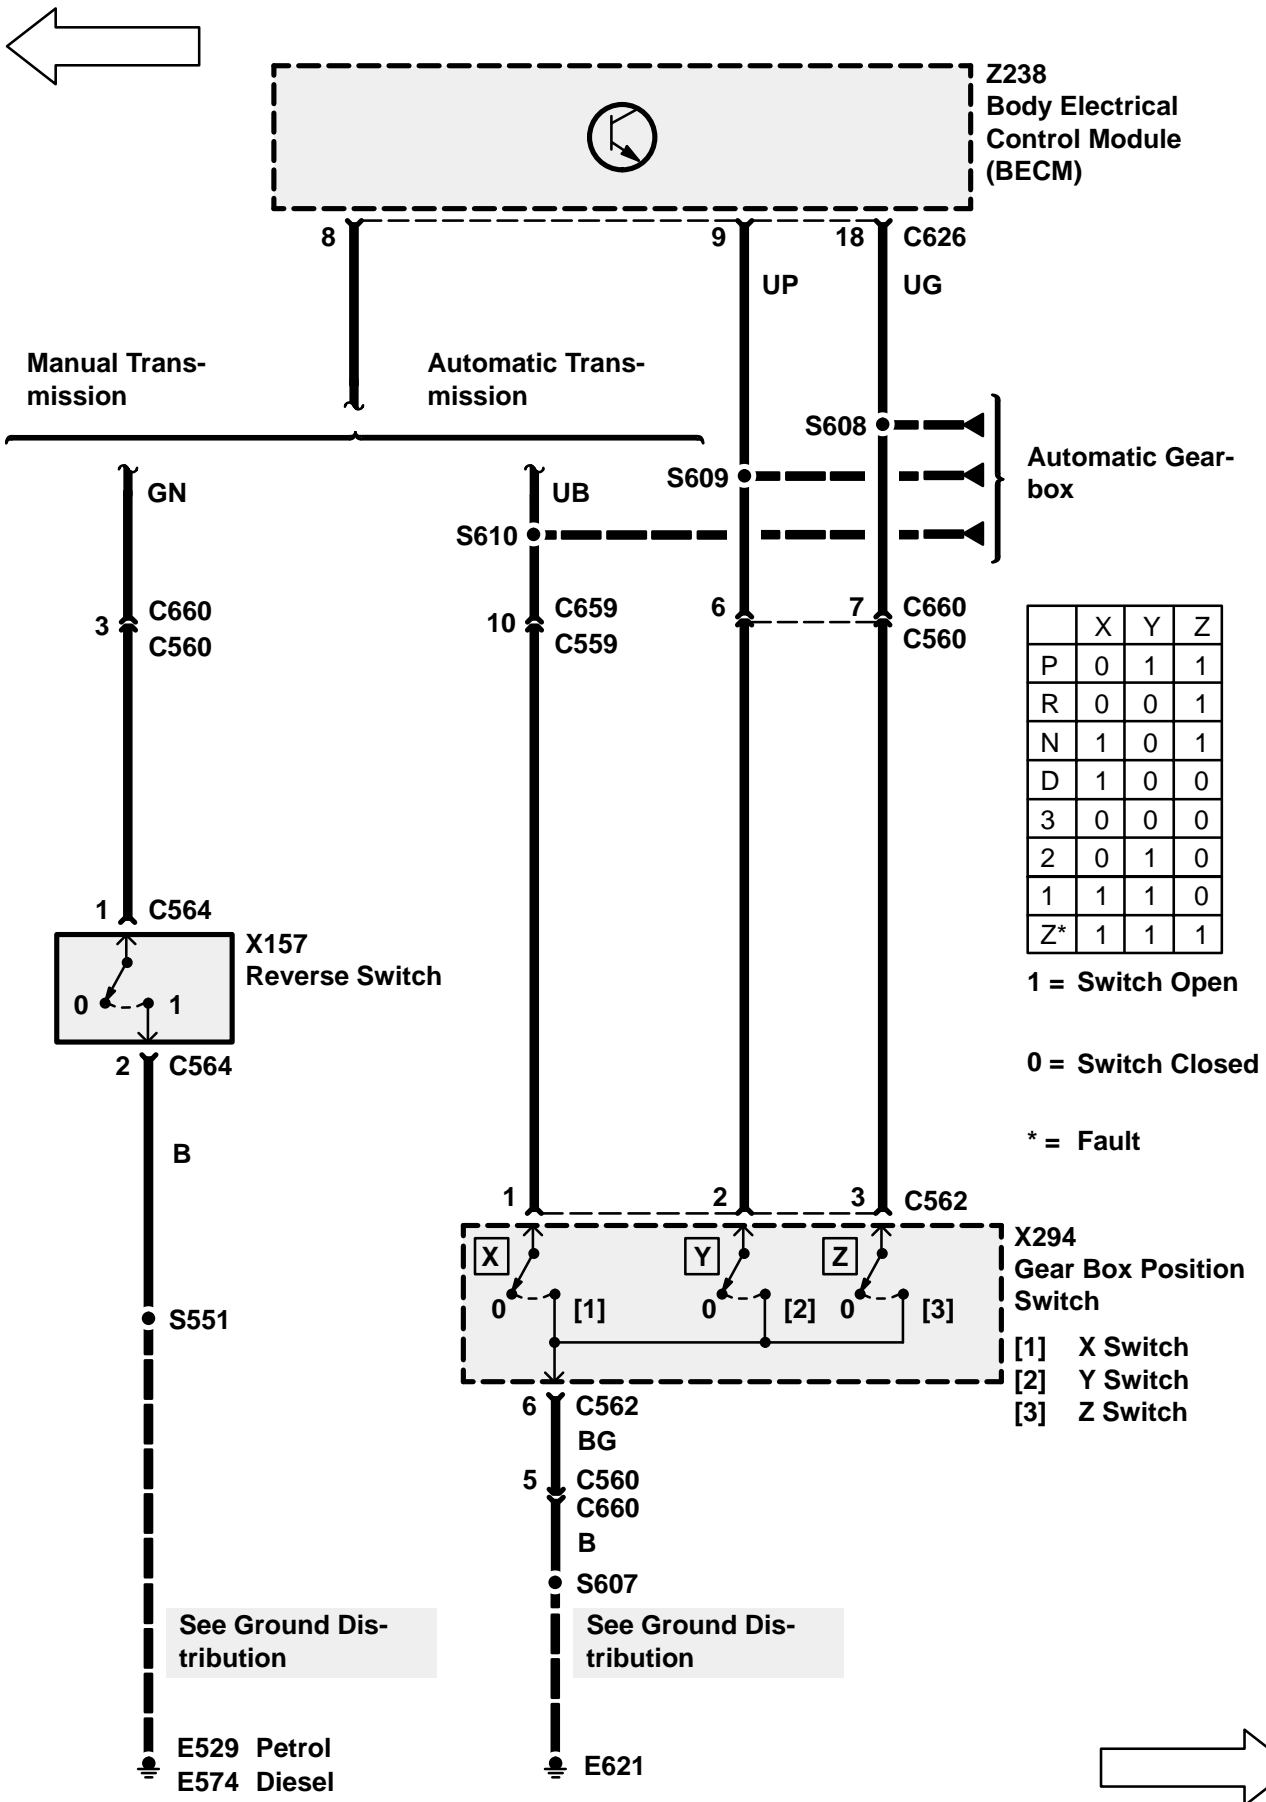 Z238
Body Electrical
Control Module
(BECM)
8
9
18
C626
UP
UG
Manual Trans-
mission
Automatic Trans-
mission
S608
Automatic Gear-
box
S609
GN
UB
S610
3
C660
C560
10
C659
C559
6
7
C660
C560
X Y Z
P 0 1 1
R 0 0 1
N 1 0 1
D 1 0 0
3 0 0 0
2 0 1 0
1 1 1 0
Z* 1 1 1
1 = Switch Open
0 = Switch Closed
* = Fault
1 C564
X157
Reverse Switch
0 1
2 C564
B
S551
1
2
3
C562
X294
Gear Box Position
Switch
X
Y
Z
0 [1]
0 [2]
0 [3]
[1] X Switch
[2] Y Switch
[3] Z Switch
6 C562
BG
5 C560
C660
B
S607
See Ground Dis-
tribution
See Ground Dis-
tribution
E529 Petrol
E574 Diesel
E621